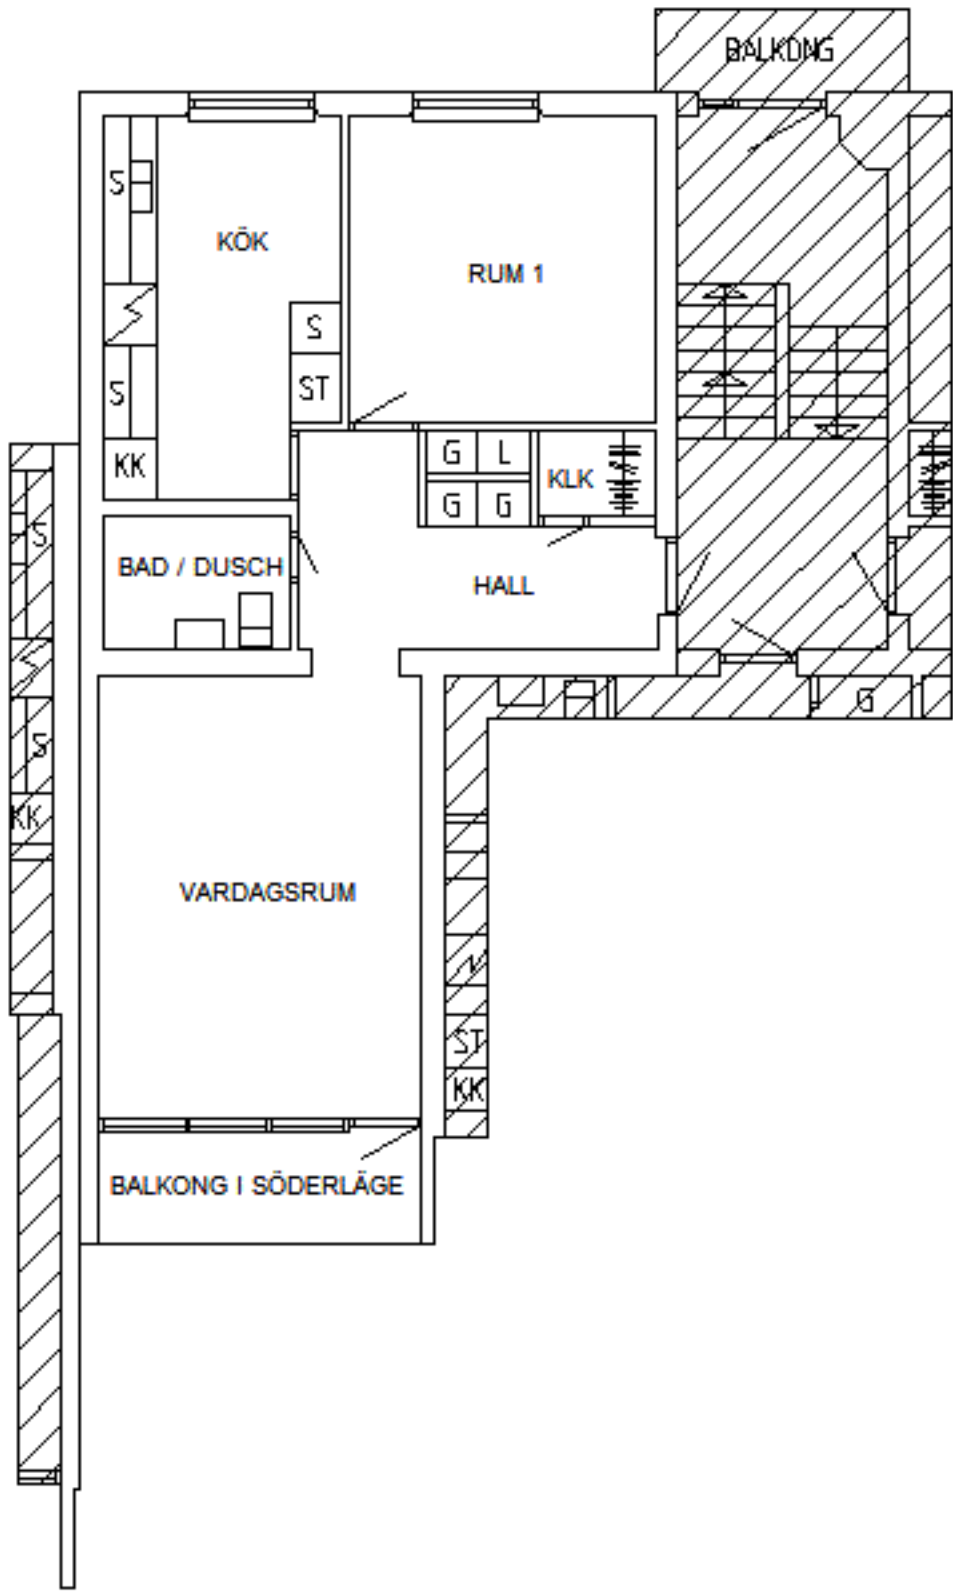 BALKONG
S
KÖK
RUM 1
S
ST
S
KK
G
L
KLK
G
G
S
BAD / DUSCH
HALL
G
S
KK
VARDAGSRUM
ST
KK
BALKONG I SÖDERLÄGE